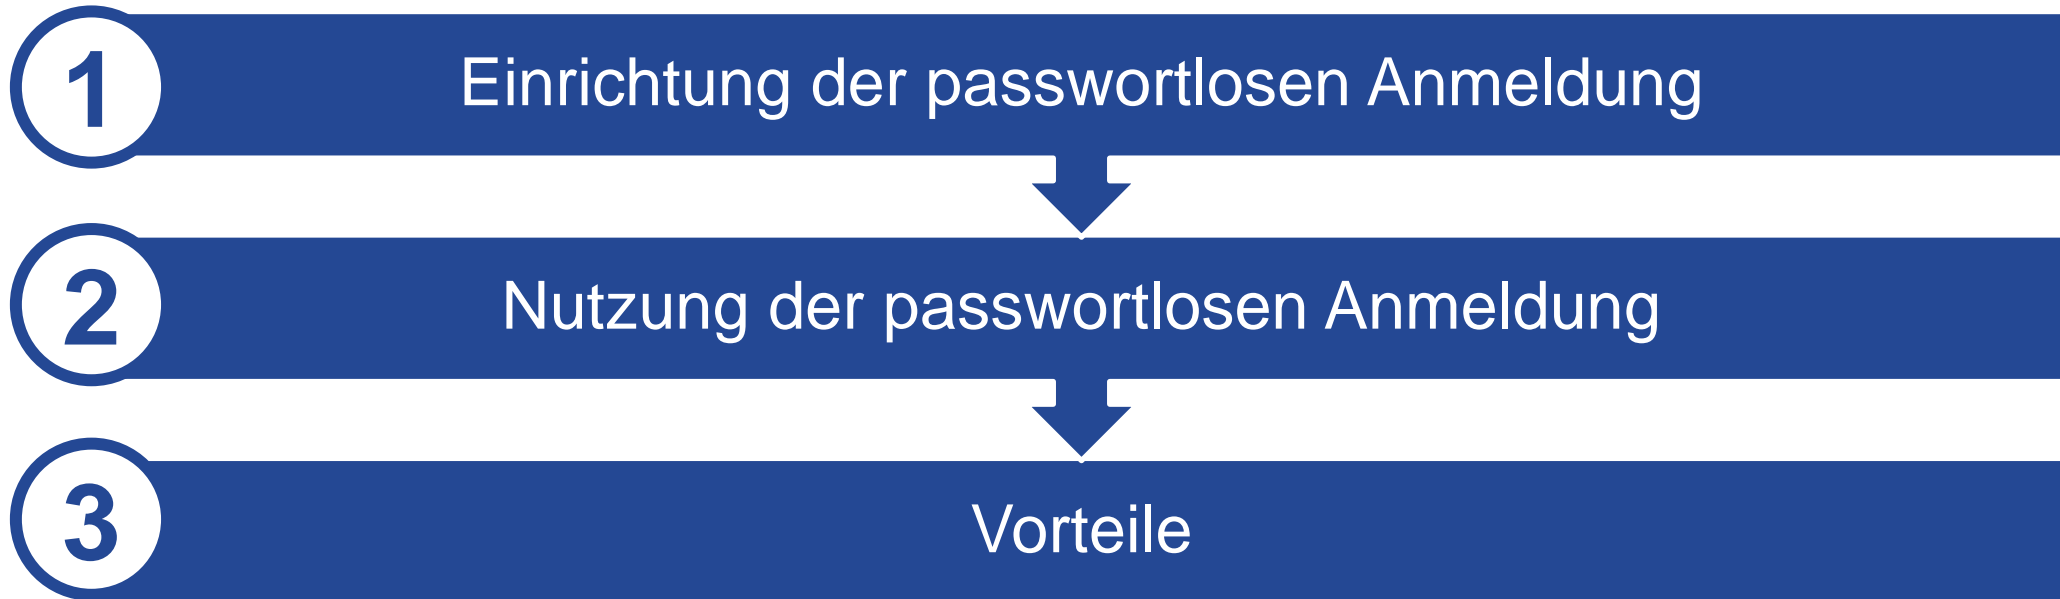 1
Einrichtung der passwortlosen Anmeldung
2
Nutzung der passwortlosen Anmeldung
3
Vorteile